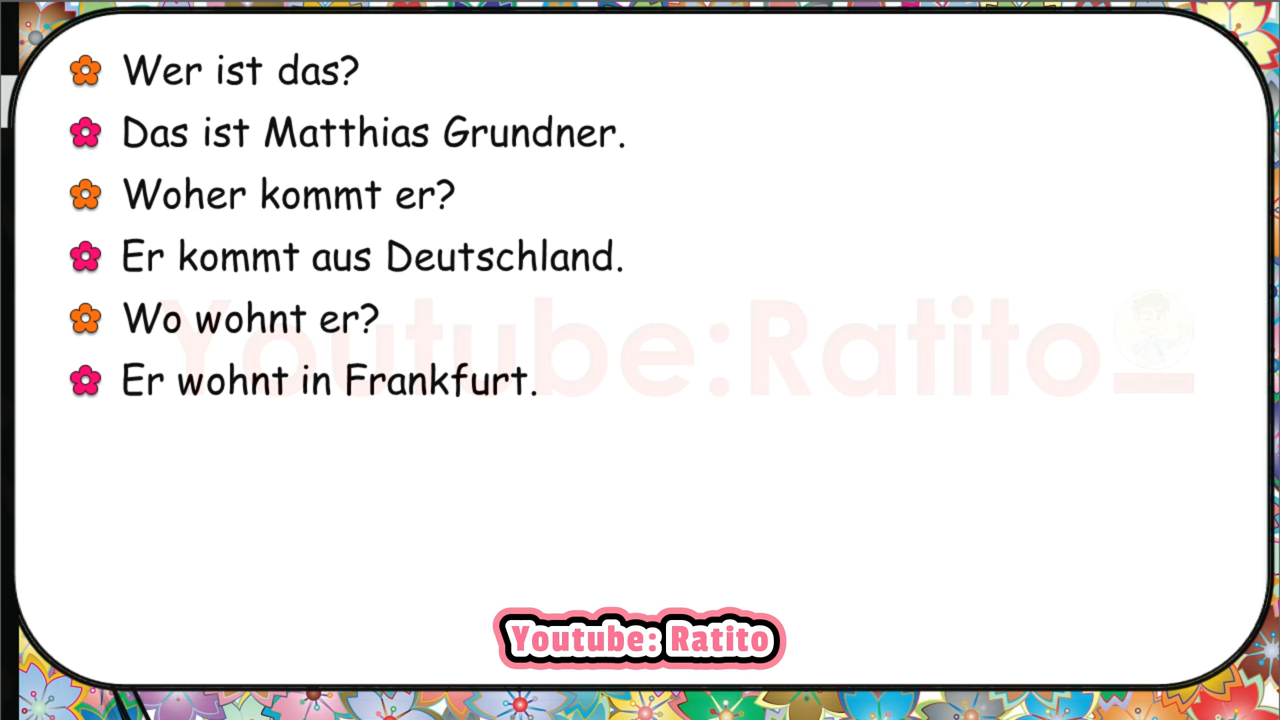 Wer ist das?
Das ist Matthias Grundner.
Woher kommt er?
Er kommt aus Deutschland.
Wo wohnt er?
Er wohnt in Frankfurt.
Youtube:Ratito
Youtube: Ratito